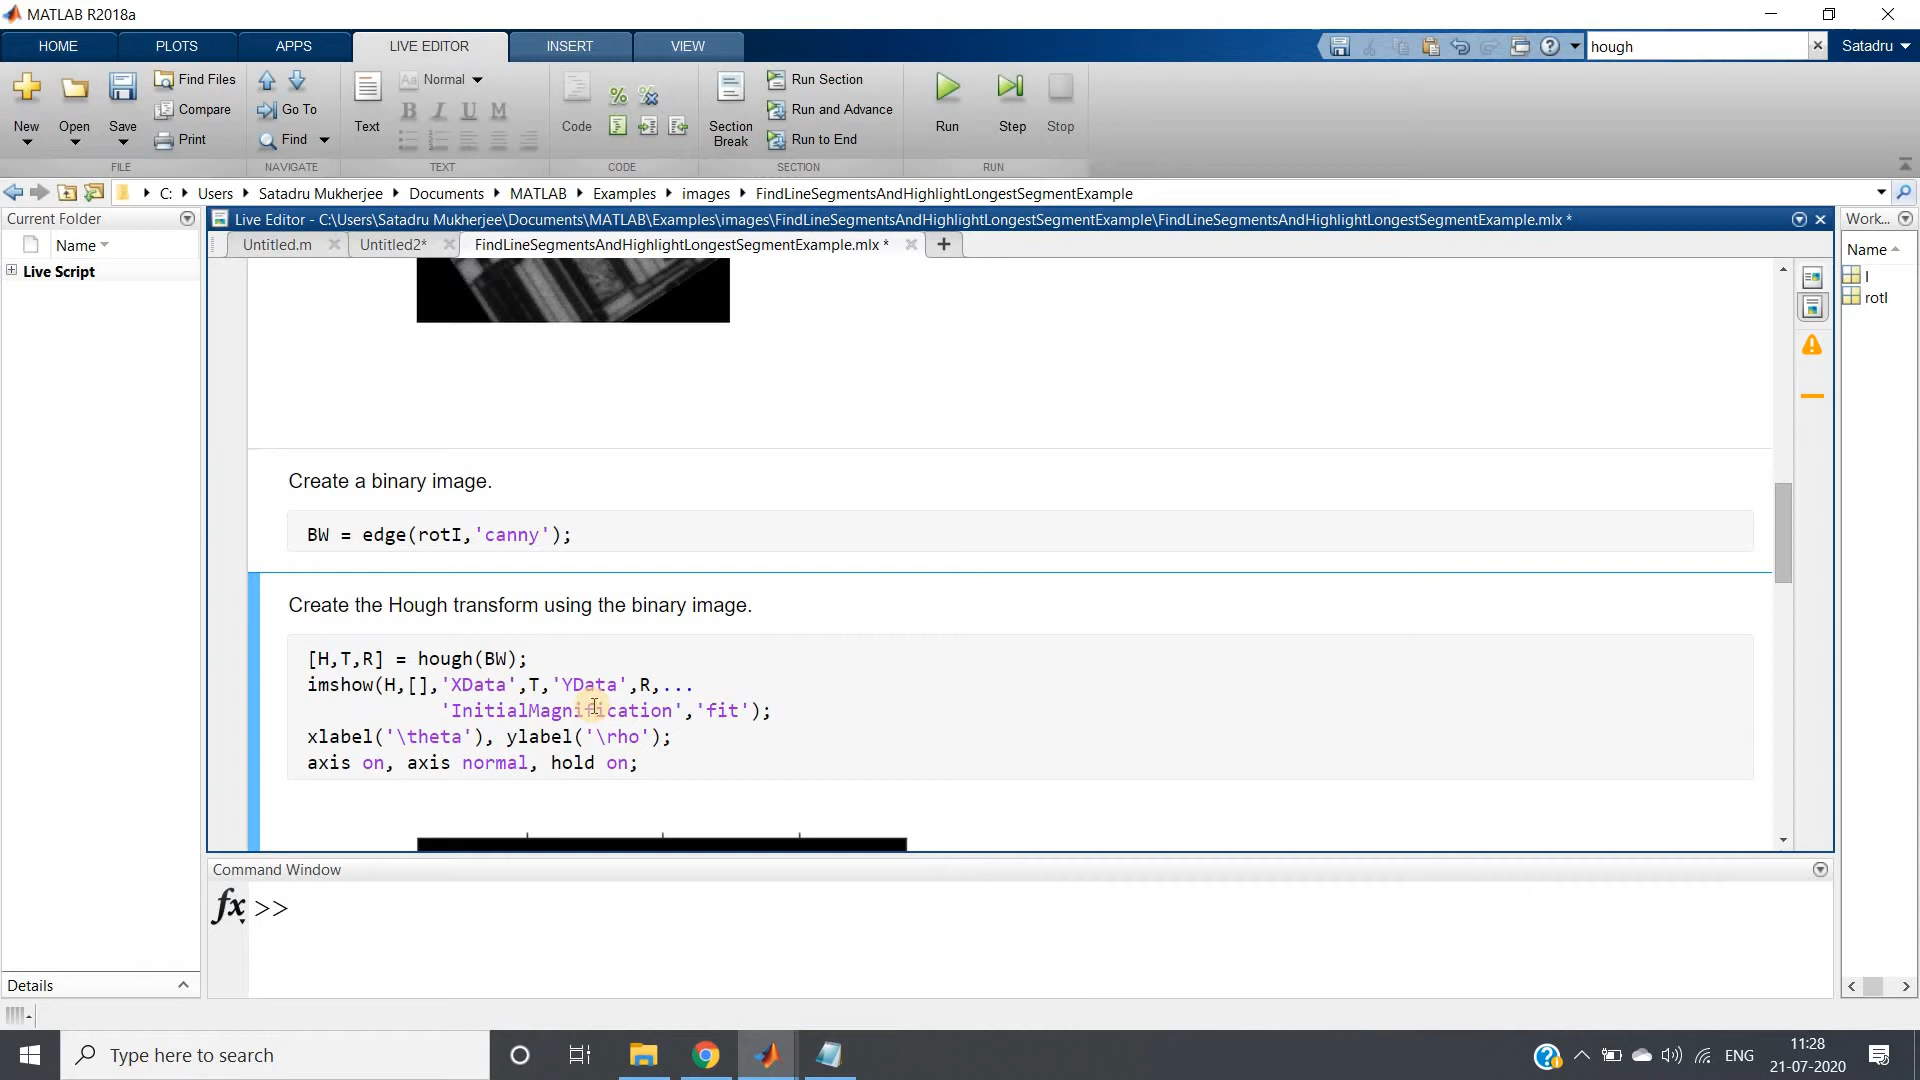 MATLAB R2018a
HOME PLOTS APPS LIVE EDITOR INSERT VIEW hough Satadru
New Open Save Find Files Compare Print FILE
Go To Find NAVIGATE
Text Aa Normal B I U M TEXT
Code CODE
Section Break Run Section Run and Advance Run to End SECTION
Run Step Stop RUN
C: Users Satadru Mukherjee Documents MATLAB Examples images FindLineSegmentsAndHighlightLongestSegmentExample
Current Folder
Name
Live Script
Details
Live Editor - C:\Users\Satadru Mukherjee\Documents\MATLAB\Examples\images\FindLineSegmentsAndHighlightLongestSegmentExample\FindLineSegmentsAndHighlightLongestSegmentExample.mlx *
Untitled.m Untitled2* FindLineSegmentsAndHighlightLongestSegmentExample.mlx *
Create a binary image.
BW = edge(rotI,'canny');
Create the Hough transform using the binary image.
[H,T,R] = hough(BW);
imshow(H,[],'XData',T,'YData',R,...
'InitialMagnification','fit');
xlabel('\theta'), ylabel('\rho');
axis on, axis normal, hold on;
Command Window
fx >>
Work...
Name
I
rotI
Type here to search
ENG
11:28
21-07-2020